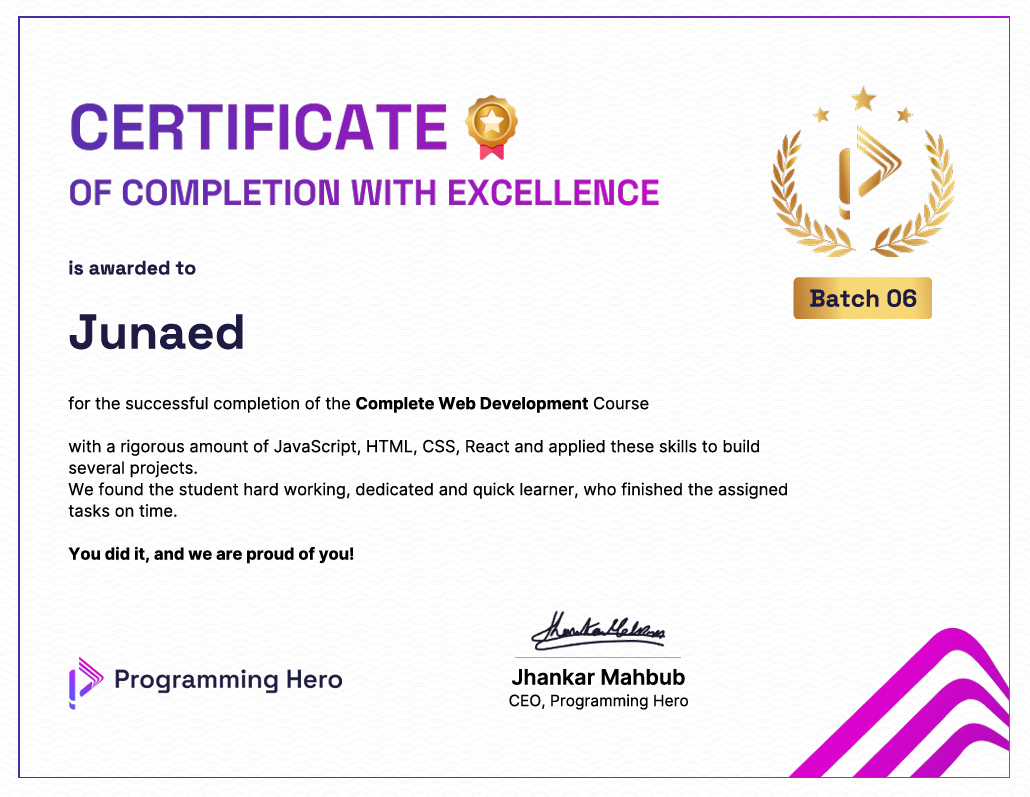 CERTIFICATE
OF COMPLETION WITH EXCELLENCE
Batch 06
is awarded to
Junaed
for the successful completion of the Complete Web Development Course
with a rigorous amount of JavaScript, HTML, CSS, React and applied these skills to build
several projects.
We found the student hard working, dedicated and quick learner, who finished the assigned
tasks on time.
You did it, and we are proud of you!
Programming Hero
Jhankar Mahbub
Jhankar Mahbub
CEO, Programming Hero